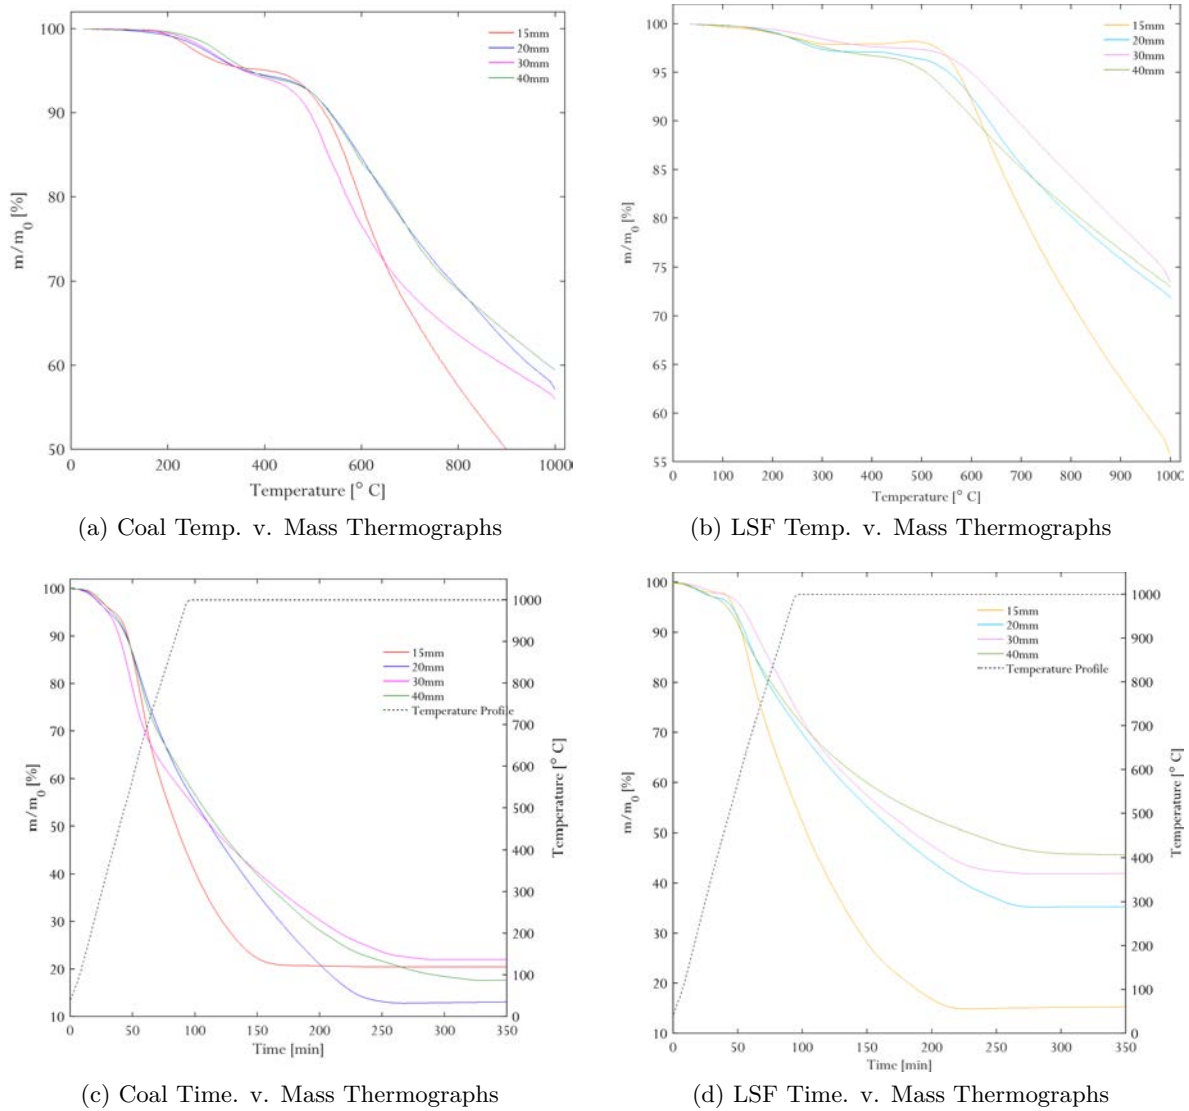 100
90
80
70
60
50
0
200
400
600
800
1000
m/m0 [%]
Temperature [° C]
15mm
20mm
30mm
40mm
(a) Coal Temp. v. Mass Thermographs
100
95
90
85
80
75
70
65
60
55
0
100
200
300
400
500
600
700
800
900
1000
m/m0 [%]
Temperature [° C]
15mm
20mm
30mm
40mm
(b) LSF Temp. v. Mass Thermographs
100
90
80
70
60
50
40
30
20
10
0
50
100
150
200
250
300
350
m/m0 [%]
Time [min]
15mm
20mm
30mm
40mm
Temperature Profile
1000
900
800
700
600
500
400
300
200
100
0
Temperature [° C]
(c) Coal Time. v. Mass Thermographs
100
90
80
70
60
50
40
30
20
10
0
50
100
150
200
250
300
350
m/m0 [%]
Time [min]
15mm
20mm
30mm
40mm
Temperature Profile
1000
900
800
700
600
500
400
300
200
100
0
Temperature [° C]
(d) LSF Time. v. Mass Thermographs